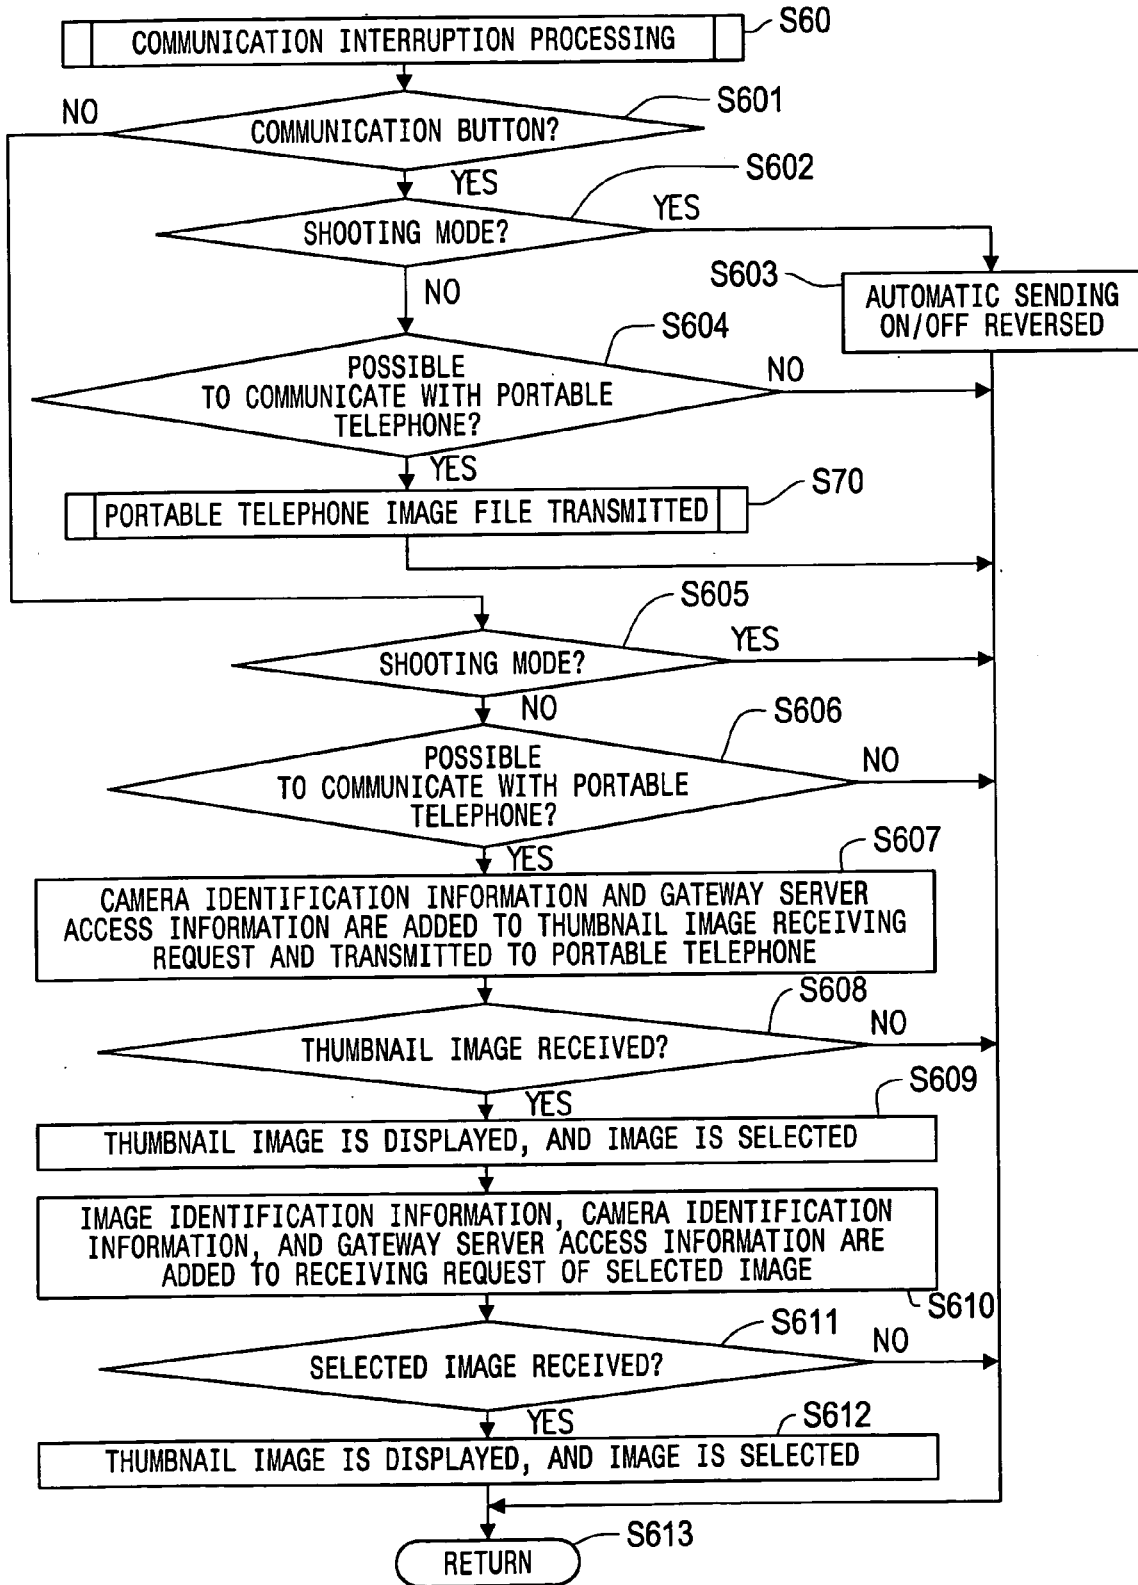 S60
COMMUNICATION INTERRUPTION PROCESSING
S601
NO
COMMUNICATION BUTTON?
S602
YES
YES
SHOOTING MODE?
S603
AUTOMATIC SENDING
ON/OFF REVERSED
NO
S604
POSSIBLE
TO COMMUNICATE WITH PORTABLE
TELEPHONE?
NO
YES
S70
PORTABLE TELEPHONE IMAGE FILE TRANSMITTED
S605
YES
SHOOTING MODE?
NO
S606
POSSIBLE
TO COMMUNICATE WITH PORTABLE
TELEPHONE?
NO
YES
S607
CAMERA IDENTIFICATION INFORMATION AND GATEWAY SERVER
ACCESS INFORMATION ARE ADDED TO THUMBNAIL IMAGE RECEIVING
REQUEST AND TRANSMITTED TO PORTABLE TELEPHONE
S608
NO
THUMBNAIL IMAGE RECEIVED?
YES
S609
THUMBNAIL IMAGE IS DISPLAYED, AND IMAGE IS SELECTED
IMAGE IDENTIFICATION INFORMATION, CAMERA IDENTIFICATION
INFORMATION, AND GATEWAY SERVER ACCESS INFORMATION ARE
ADDED TO RECEIVING REQUEST OF SELECTED IMAGE
S610
S611
NO
SELECTED IMAGE RECEIVED?
YES
S612
THUMBNAIL IMAGE IS DISPLAYED, AND IMAGE IS SELECTED
S613
RETURN